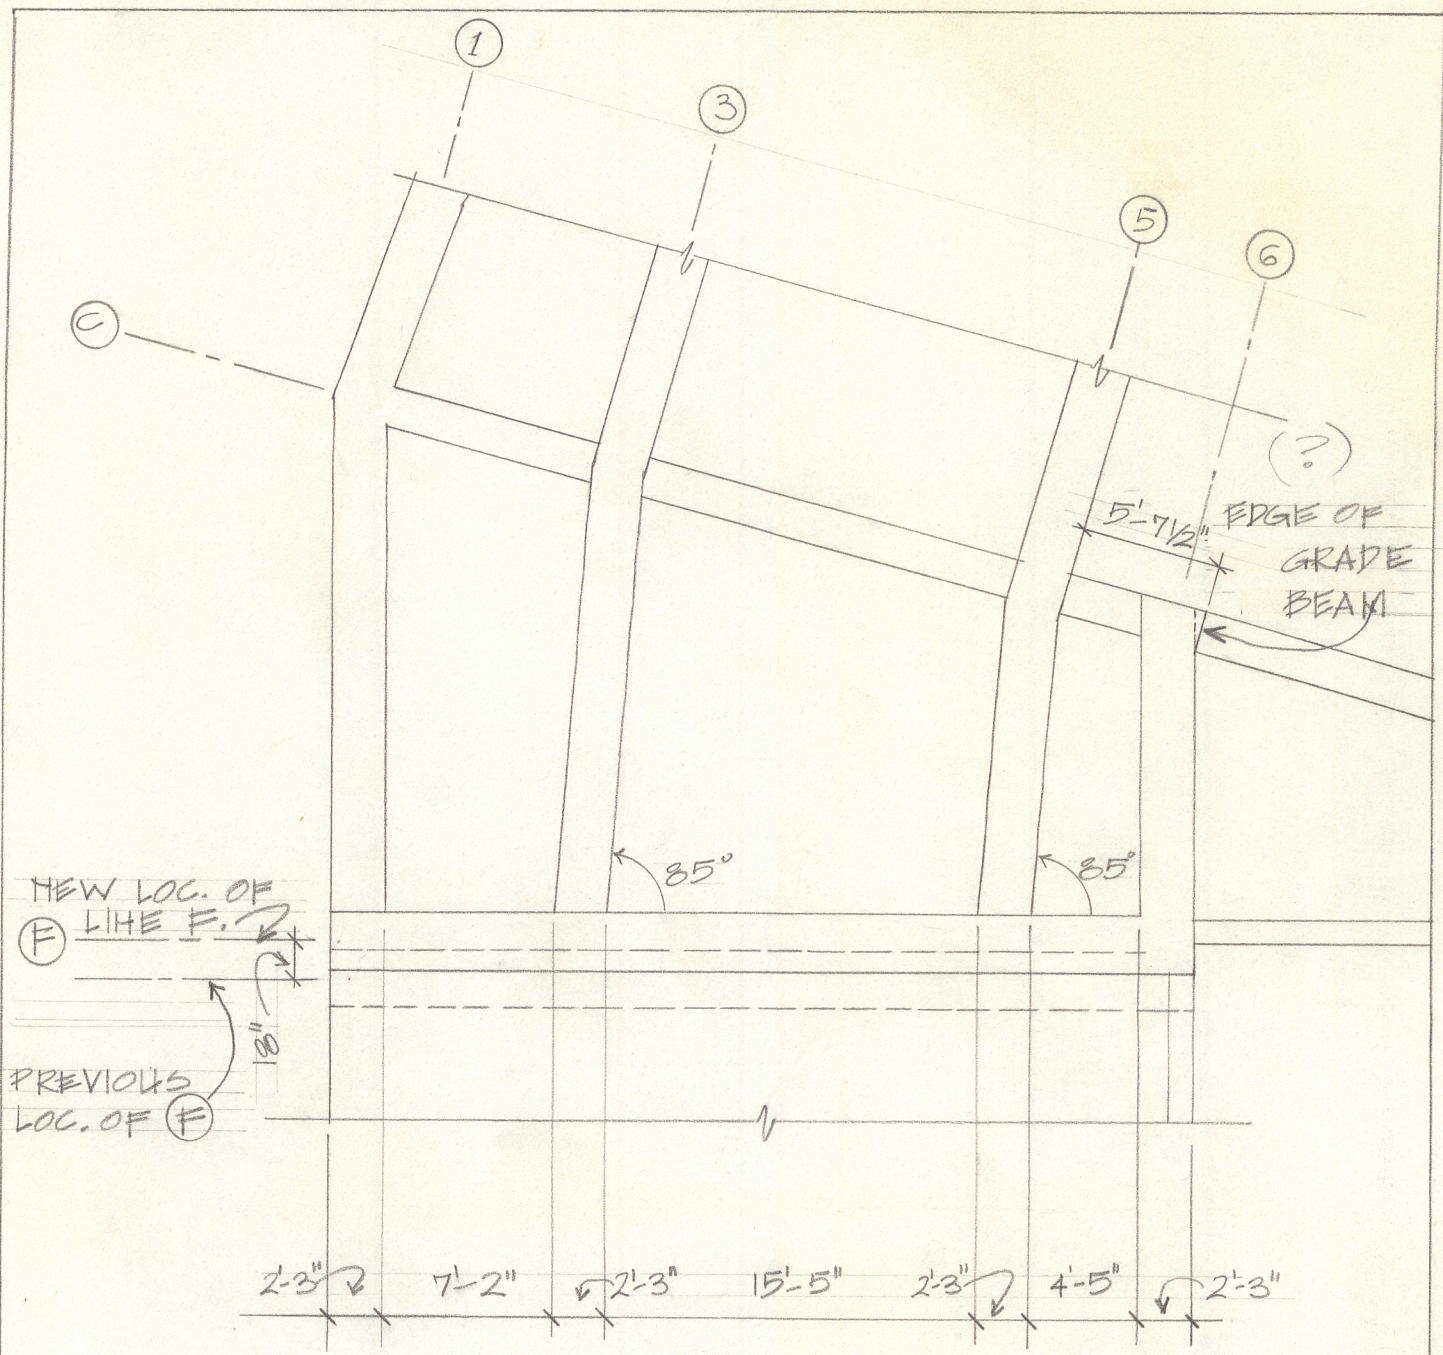 1
3
5
6
C
(?)
5'-7½"
EDGE OF
GRADE
BEAM
85°
85°
NEW LOC. OF
LINE F.
F
18"
PREVIOUS
LOC. OF F
2'-3"
7'-2"
2'-3"
15'-5"
2'-3"
4'-5"
2'-3"